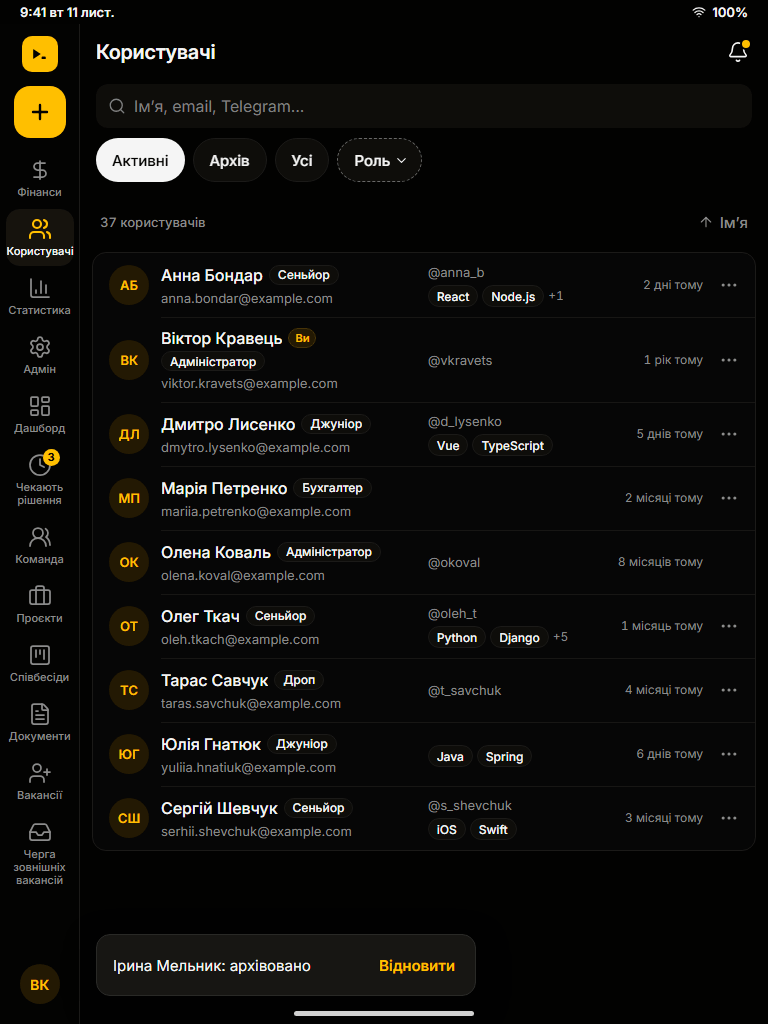 9:41 вт 11 лист.
100%
Користувачі
Ім’я, email, Telegram...
Активні
Архів
Усі
Роль
37 користувачів
Ім’я
Фінанси
Користувачі
Статистика
Адмін
Дашборд
3
Чекають
рішення
Команда
Проєкти
Співбесіди
Документи
Вакансії
Черга
зовнішніх
вакансій
ВК
АБ
Анна Бондар Сеньйор
anna.bondar@example.com
@anna_b
React Node.js +1
2 дні тому
ВК
Віктор Кравець Ви
Адміністратор
viktor.kravets@example.com
@vkravets
1 рік тому
ДЛ
Дмитро Лисенко Джуніор
dmytro.lysenko@example.com
@d_lysenko
Vue TypeScript
5 днів тому
МП
Марія Петренко Бухгалтер
mariia.petrenko@example.com
2 місяці тому
ОК
Олена Коваль Адміністратор
olena.koval@example.com
@okoval
8 місяців тому
ОТ
Олег Ткач Сеньйор
oleh.tkach@example.com
@oleh_t
Python Django +5
1 місяць тому
ТС
Тарас Савчук Дроп
taras.savchuk@example.com
@t_savchuk
4 місяці тому
ЮГ
Юлія Гнатюк Джуніор
yuliia.hnatiuk@example.com
Java Spring
6 днів тому
СШ
Сергій Шевчук Сеньйор
serhii.shevchuk@example.com
@s_shevchuk
iOS Swift
3 місяці тому
Ірина Мельник: архівовано
Відновити